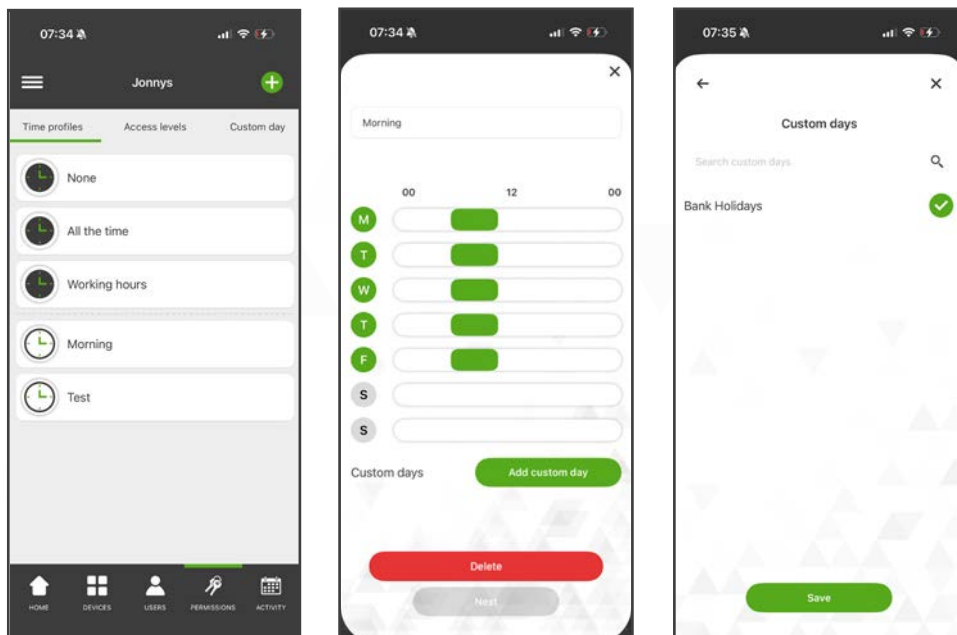 07:34
Jonnys
Time profiles Access levels Custom day
None
All the time
Working hours
Morning
Test
HOME DEVICES USERS PERMISSIONS ACTIVITY
07:34
Morning
00 12 00
M
T
W
T
F
S
S
Custom days Add custom day
Delete
Next
07:35
Custom days
Search custom days
Bank Holidays
Save